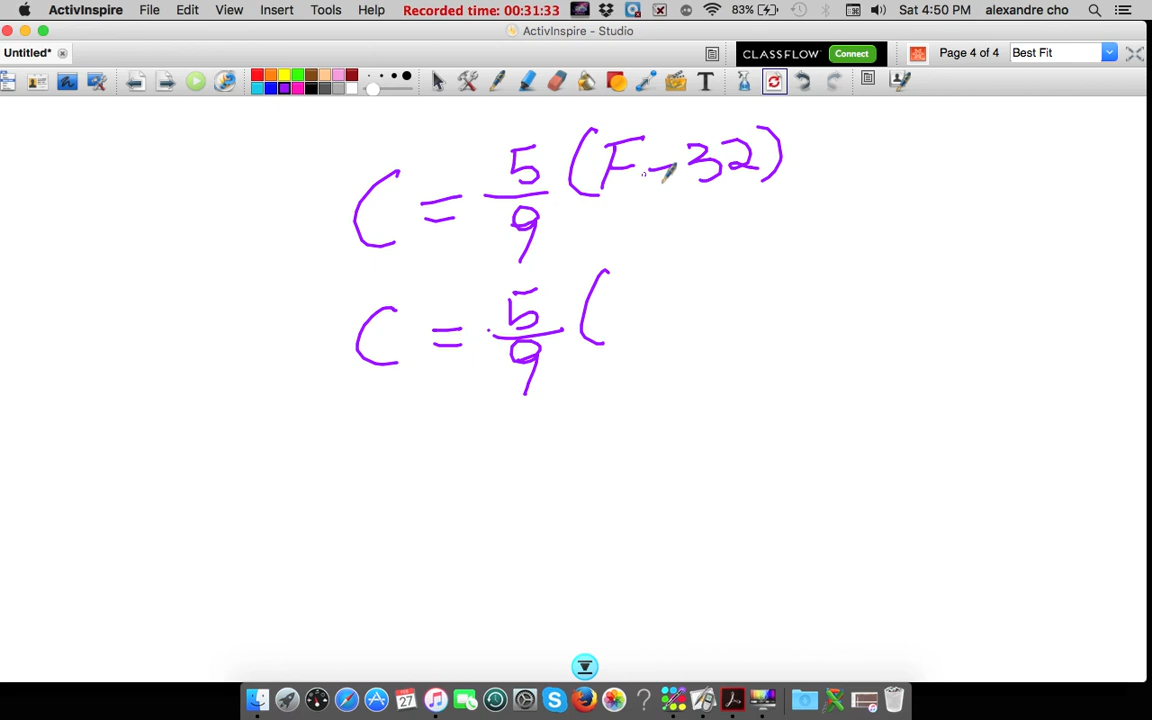 ActivInspire File Edit View Insert Tools Help Recorded time: 00:31:33 83% Sat 4:50 PM alexandre cho
ActivInspire - Studio
Untitled* CLASSFLOW Connect Page 4 of 4 Best Fit
C = 5/9 (F - 32)
C = 5/9 (
27